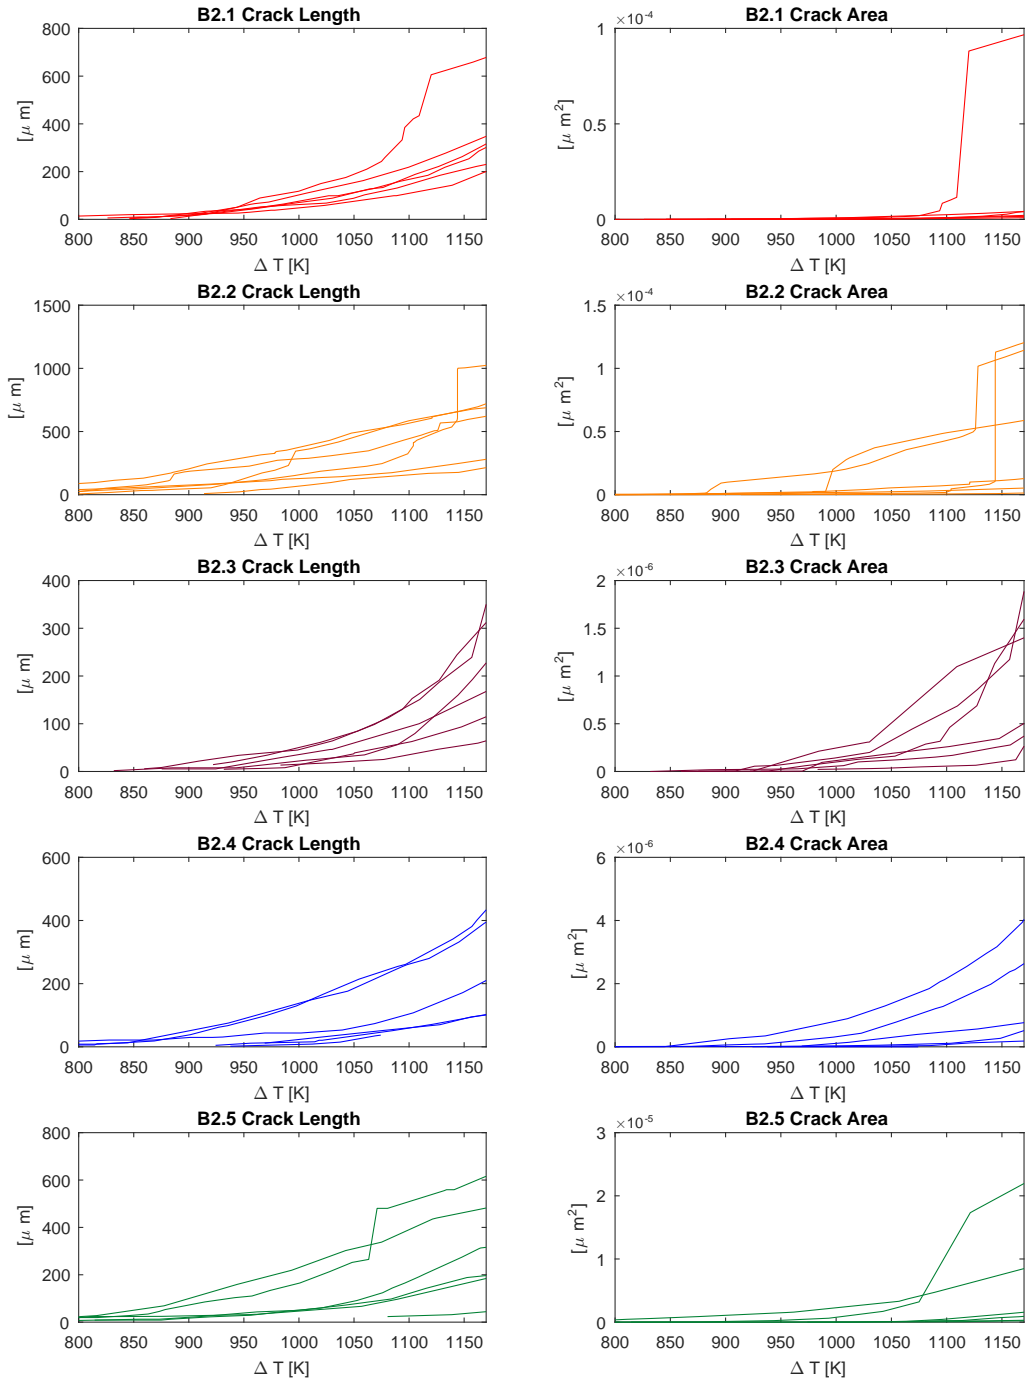 B2.1 Crack Length
[μ m]
800
600
400
200
0
800 850 900 950 1000 1050 1100 1150
Δ T [K]
B2.1 Crack Area
×10-4
[μ m2]
1
0.5
0
800 850 900 950 1000 1050 1100 1150
Δ T [K]
B2.2 Crack Length
[μ m]
1500
1000
500
0
800 850 900 950 1000 1050 1100 1150
Δ T [K]
B2.2 Crack Area
×10-4
[μ m2]
1.5
1
0.5
0
800 850 900 950 1000 1050 1100 1150
Δ T [K]
B2.3 Crack Length
[μ m]
400
300
200
100
0
800 850 900 950 1000 1050 1100 1150
Δ T [K]
B2.3 Crack Area
×10-6
[μ m2]
2
1.5
1
0.5
0
800 850 900 950 1000 1050 1100 1150
Δ T [K]
B2.4 Crack Length
[μ m]
600
400
200
0
800 850 900 950 1000 1050 1100 1150
Δ T [K]
B2.4 Crack Area
×10-6
[μ m2]
6
4
2
0
800 850 900 950 1000 1050 1100 1150
Δ T [K]
B2.5 Crack Length
[μ m]
800
600
400
200
0
800 850 900 950 1000 1050 1100 1150
Δ T [K]
B2.5 Crack Area
×10-5
[μ m2]
3
2
1
0
800 850 900 950 1000 1050 1100 1150
Δ T [K]